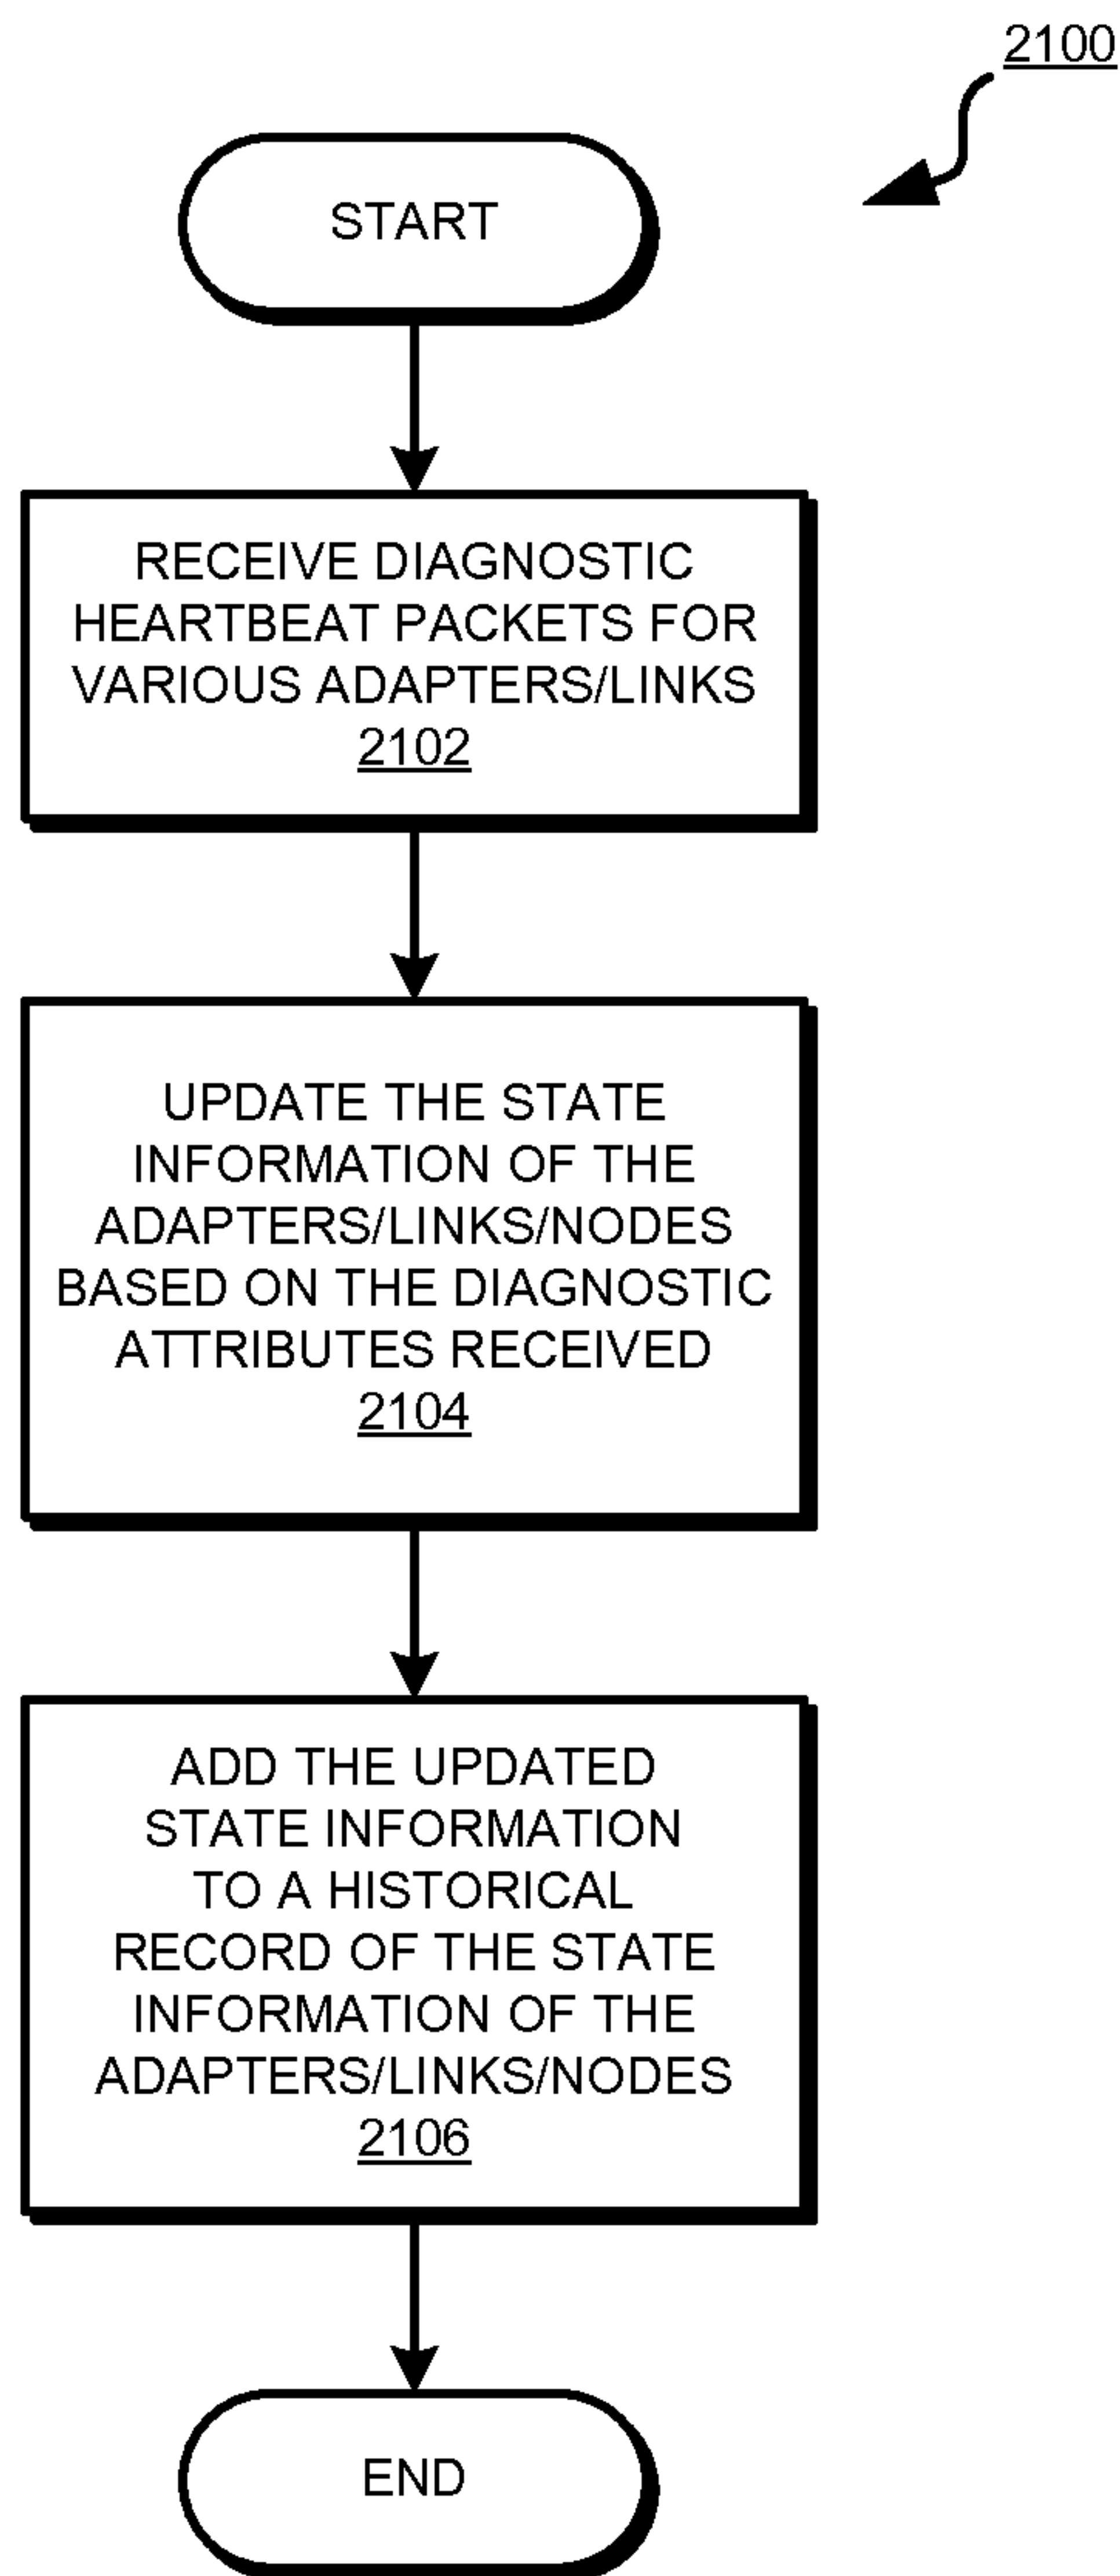 2100
START
RECEIVE DIAGNOSTIC
HEARTBEAT PACKETS FOR
VARIOUS ADAPTERS/LINKS
2102
UPDATE THE STATE
INFORMATION OF THE
ADAPTERS/LINKS/NODES
BASED ON THE DIAGNOSTIC
ATTRIBUTES RECEIVED
2104
ADD THE UPDATED
STATE INFORMATION
TO A HISTORICAL
RECORD OF THE STATE
INFORMATION OF THE
ADAPTERS/LINKS/NODES
2106
END